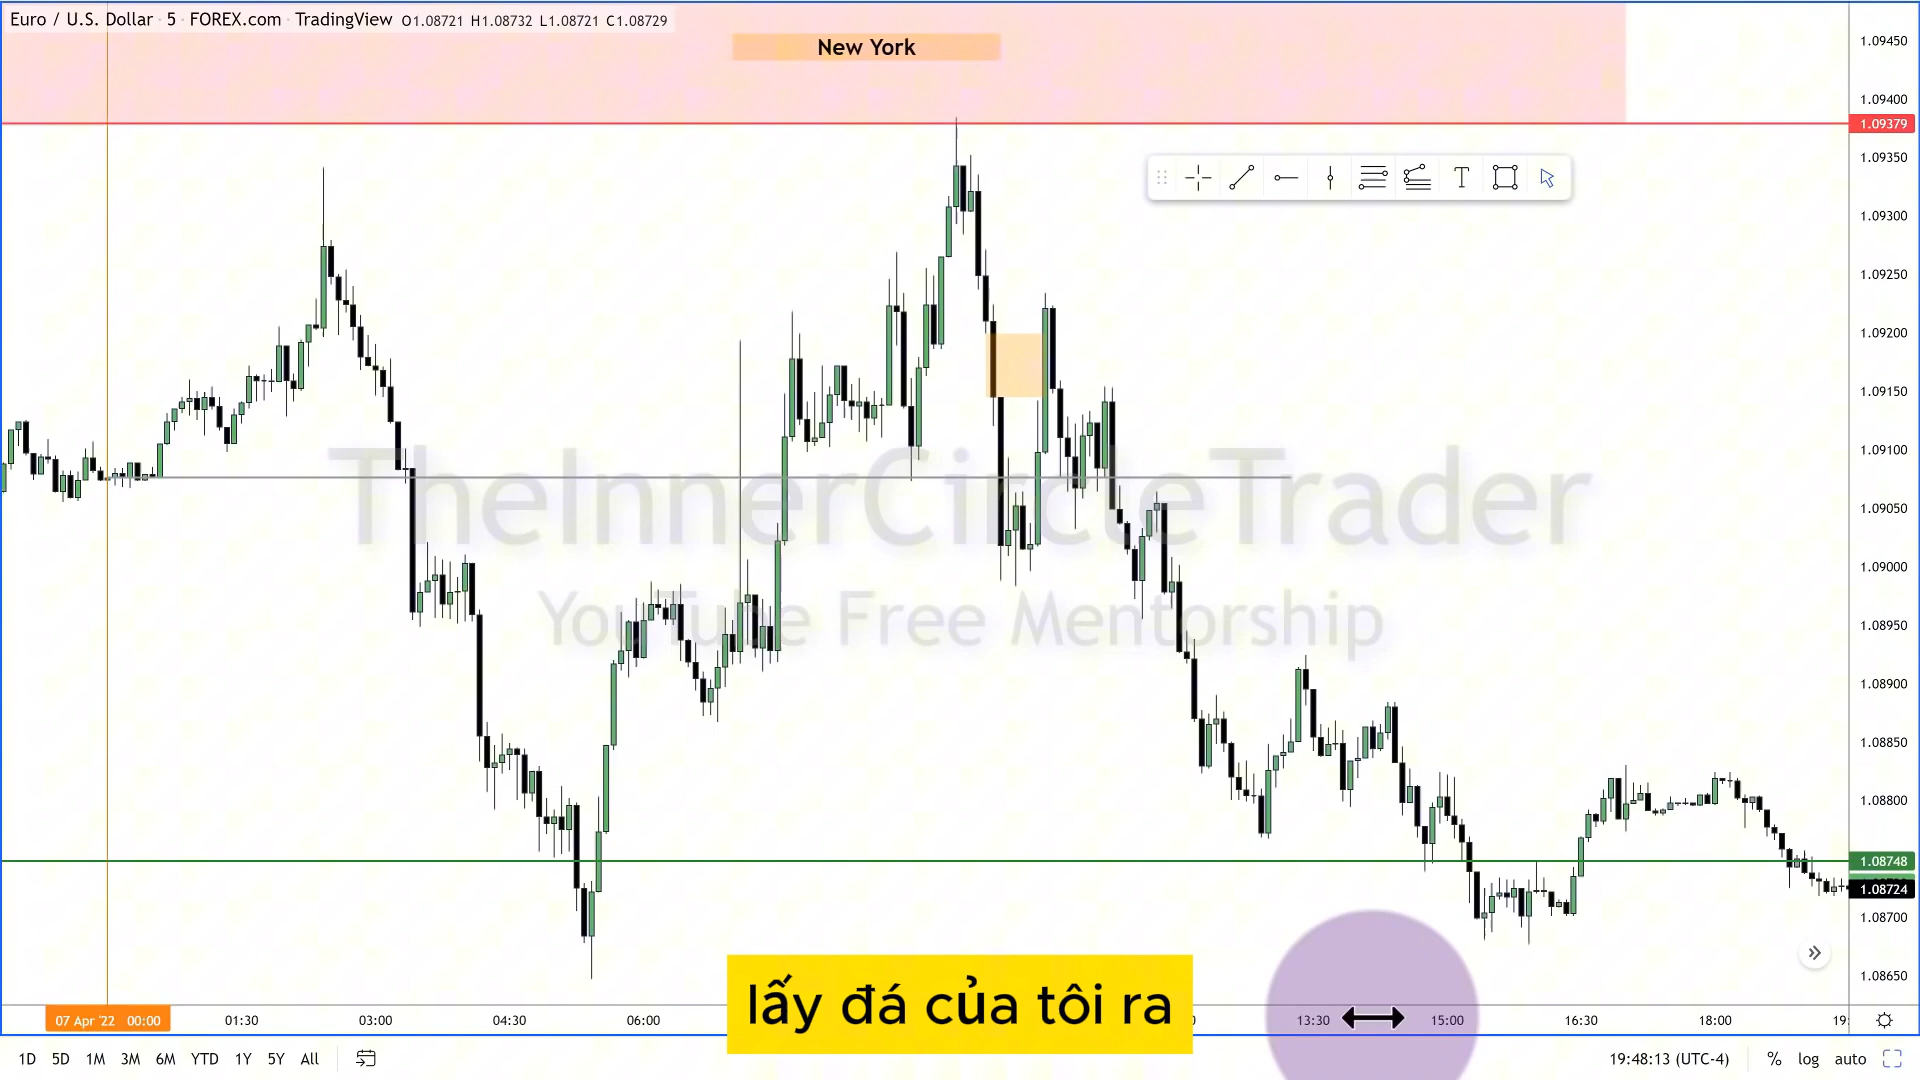 Euro / U.S. Dollar · 5 · FOREX.com · TradingView O1.08721 H1.08732 L1.08721 C1.08729
New York
1.09450
1.09400
1.09379
1.09350
T
1.09300
1.09250
1.09200
1.09150
1.09100
TheInnerCircleTrader
1.09050
1.09000
YouTube Free Mentorship
1.08950
1.08900
1.08850
1.08800
1.08748
1.08724
1.08700
1.08650
lấy đá của tôi ra
07 Apr '22 00:00 01:30 03:00 04:30 06:00 13:30 15:00 16:30 18:00 19:
1D 5D 1M 3M 6M YTD 1Y 5Y All 19:48:13 (UTC-4) % log auto